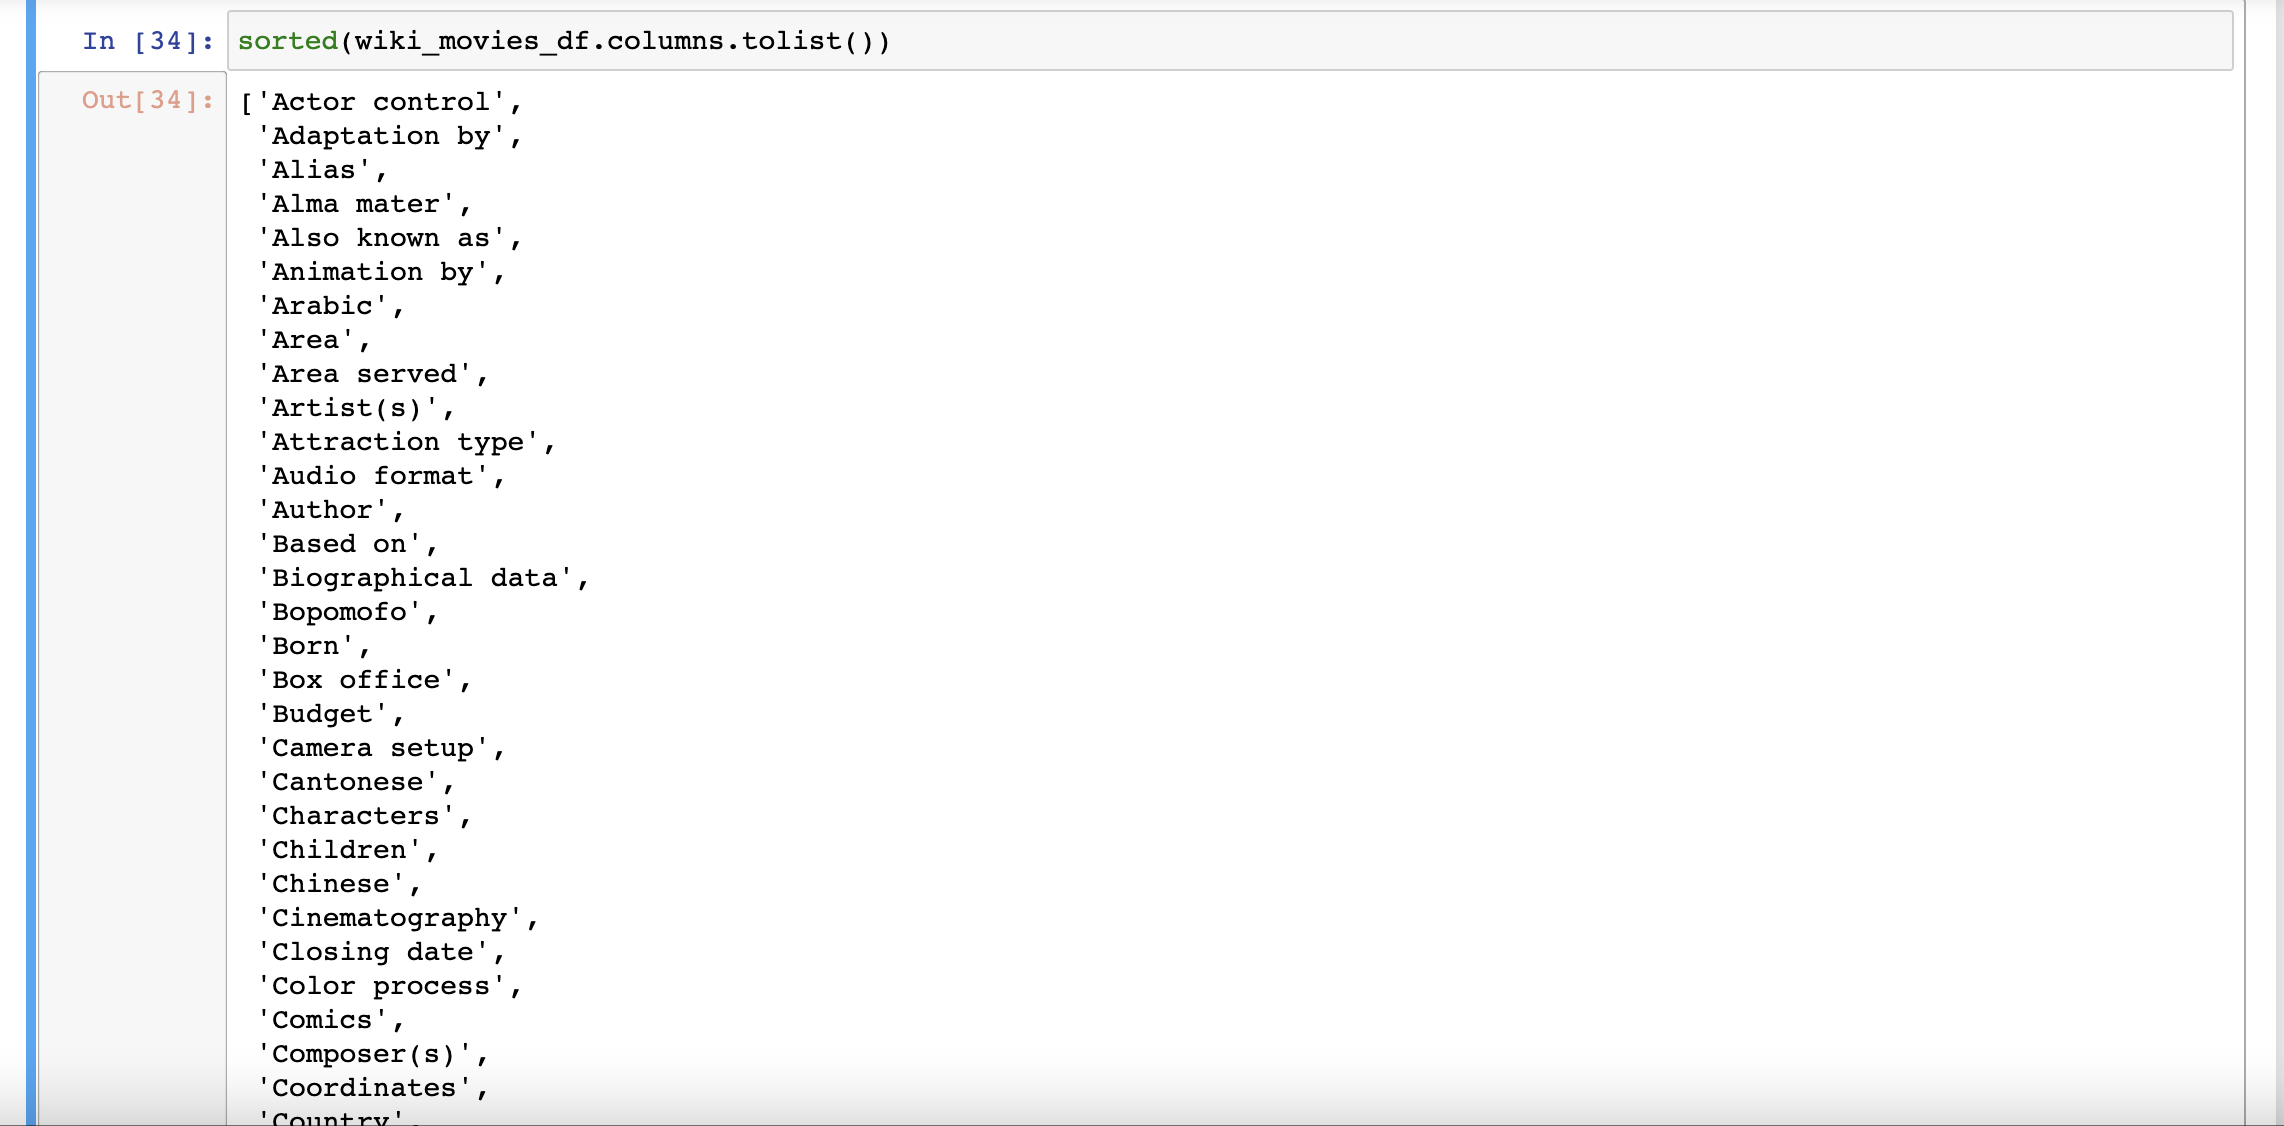 In [34]: sorted(wiki_movies_df.columns.tolist())
Out[34]: ['Actor control',
'Adaptation by',
'Alias',
'Alma mater',
'Also known as',
'Animation by',
'Arabic',
'Area',
'Area served',
'Artist(s)',
'Attraction type',
'Audio format',
'Author',
'Based on',
'Biographical data',
'Bopomofo',
'Born',
'Box office',
'Budget',
'Camera setup',
'Cantonese',
'Characters',
'Children',
'Chinese',
'Cinematography',
'Closing date',
'Color process',
'Comics',
'Composer(s)',
'Coordinates',
'Country',